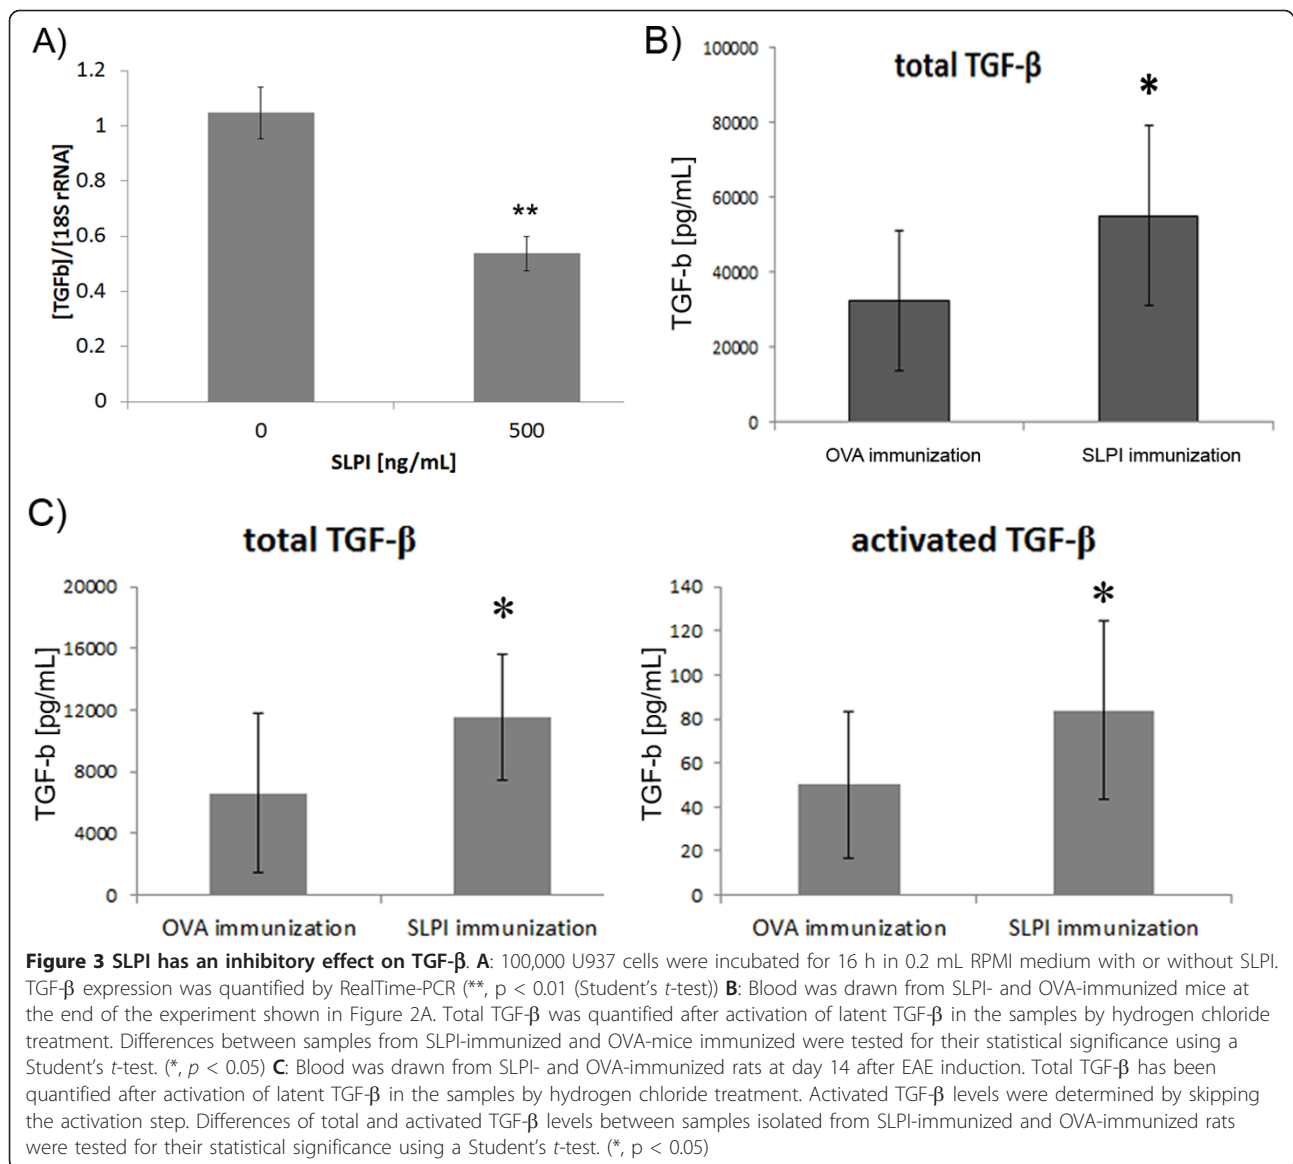 A)
1.2
1
0.8
0.6
0.4
0.2
0
[TGFb]/[18S rRNA]
**
0
500
SLPI [ng/mL]
B)
total TGF-β
100000
80000
60000
40000
20000
0
TGF-b [pg/mL]
*
OVA immunization
SLPI immunization
C)
total TGF-β
20000
16000
12000
8000
4000
0
TGF-b [pg/mL]
*
OVA immunization
SLPI immunization
activated TGF-β
140
120
100
80
60
40
20
0
TGF-b [pg/mL]
*
OVA immunization
SLPI immunization
Figure 3 SLPI has an inhibitory effect on TGF-β. A: 100,000 U937 cells were incubated for 16 h in 0.2 mL RPMI medium with or without SLPI.
TGF-β expression was quantified by RealTime-PCR (**, p < 0.01 (Student's t-test)) B: Blood was drawn from SLPI- and OVA-immunized mice at
the end of the experiment shown in Figure 2A. Total TGF-β was quantified after activation of latent TGF-β in the samples by hydrogen chloride
treatment. Differences between samples from SLPI-immunized and OVA-mice immunized were tested for their statistical significance using a
Student's t-test. (*, p < 0.05) C: Blood was drawn from SLPI- and OVA-immunized rats at day 14 after EAE induction. Total TGF-β has been
quantified after activation of latent TGF-β in the samples by hydrogen chloride treatment. Activated TGF-β levels were determined by skipping
the activation step. Differences of total and activated TGF-β levels between samples isolated from SLPI-immunized and OVA-immunized rats
were tested for their statistical significance using a Student's t-test. (*, p < 0.05)